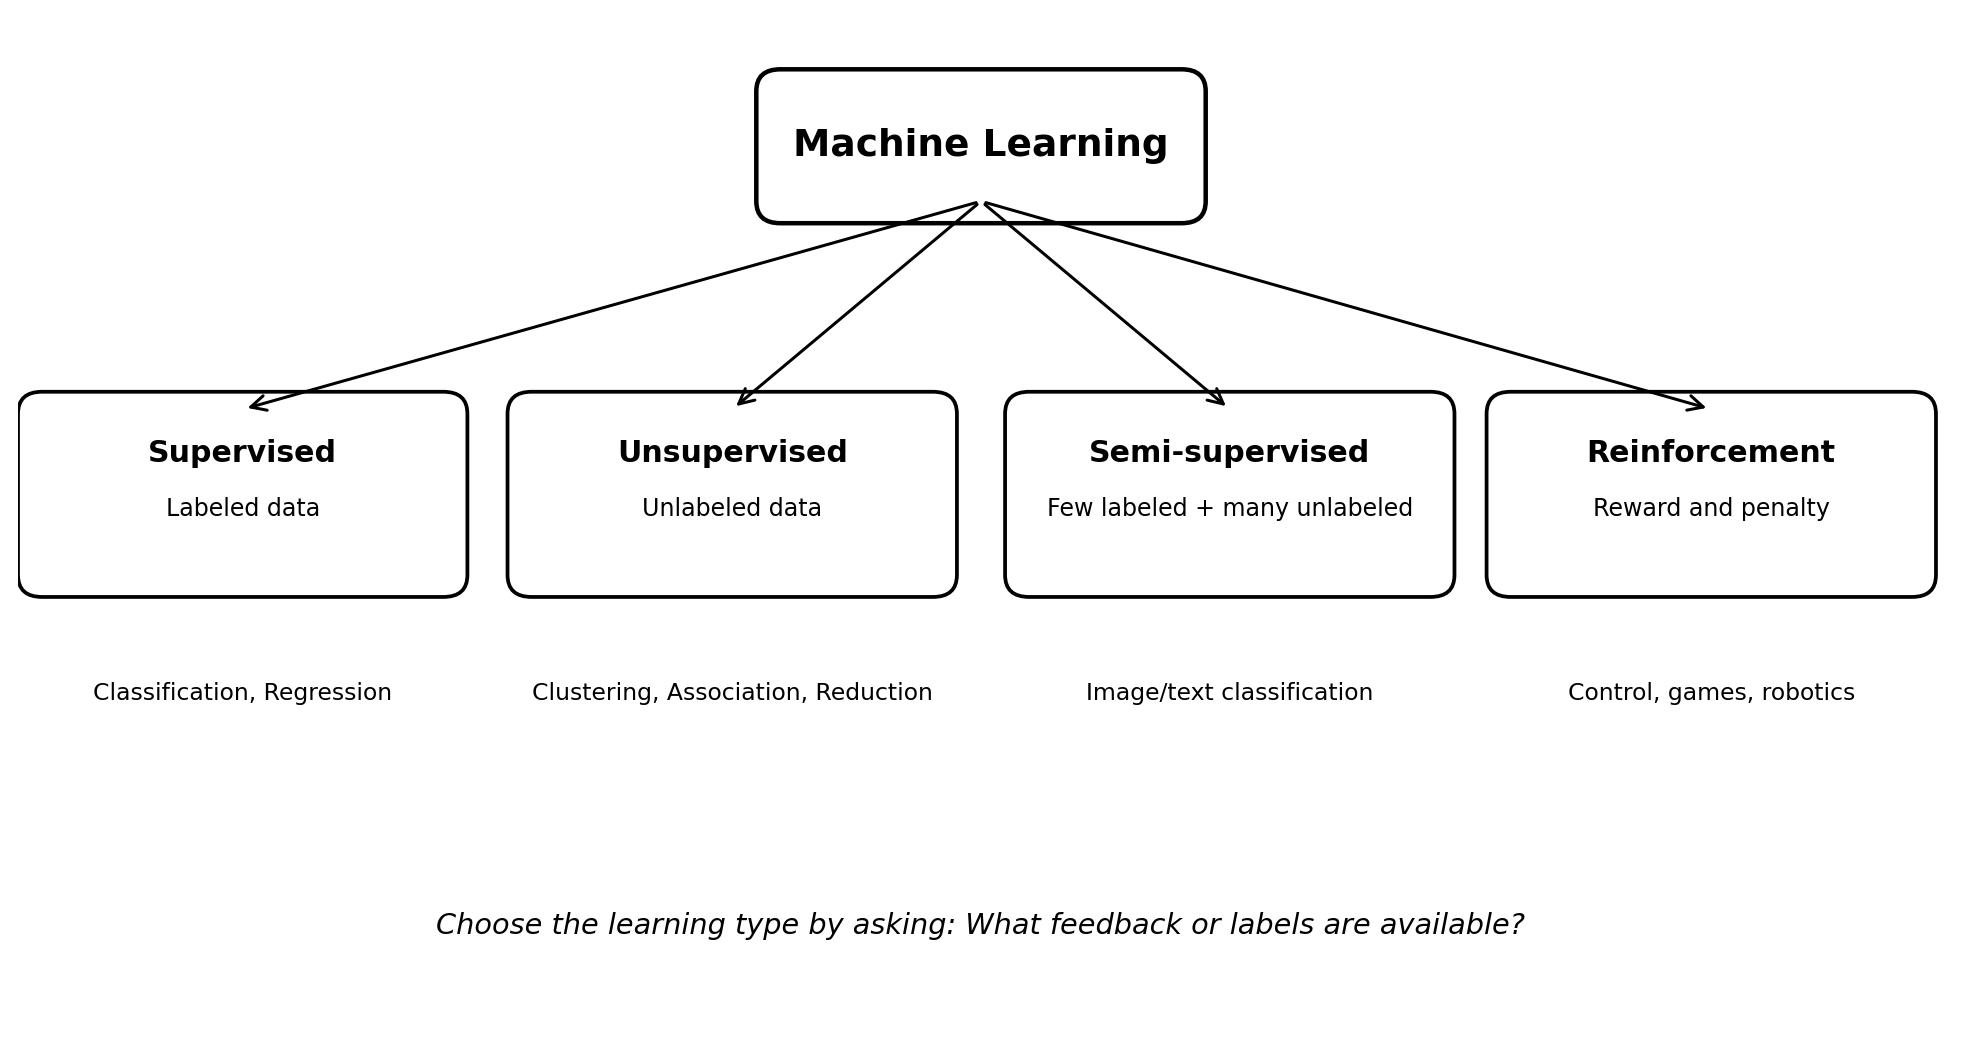 Machine Learning
Supervised
Labeled data
Unsupervised
Unlabeled data
Semi-supervised
Few labeled + many unlabeled
Reinforcement
Reward and penalty
Classification, Regression
Clustering, Association, Reduction
Image/text classification
Control, games, robotics
Choose the learning type by asking: What feedback or labels are available?